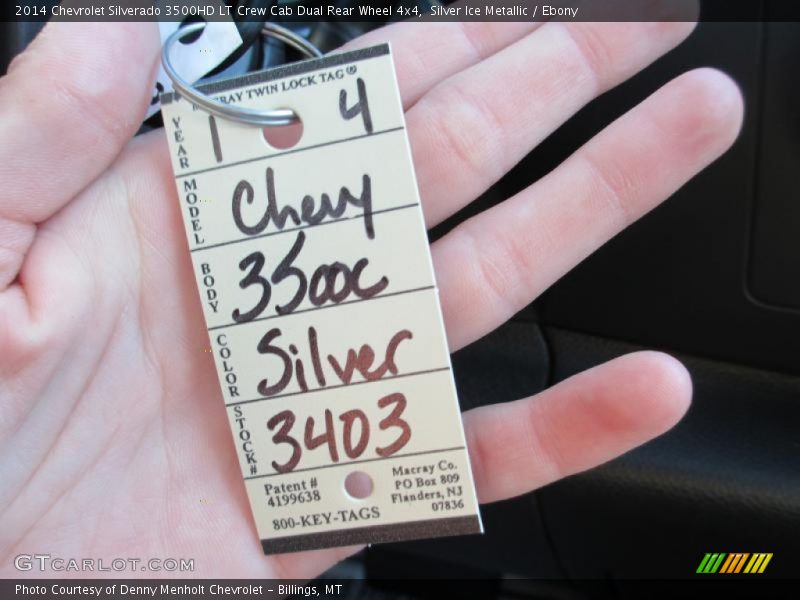 2014 Chevrolet Silverado 3500HD LT Crew Cab Dual Rear Wheel 4x4, Silver Ice Metallic / Ebony
TWIN LOCK TAG®
YEAR 1 4
MODEL Chevy
BODY 3500c
COLOR Silver
STOCK# 3403
Patent #
4199638
Macray Co.
PO Box 809
Flanders, NJ
07836
800-KEY-TAGS
GTCARLOT.COM
Photo Courtesy of Denny Menholt Chevrolet – Billings, MT